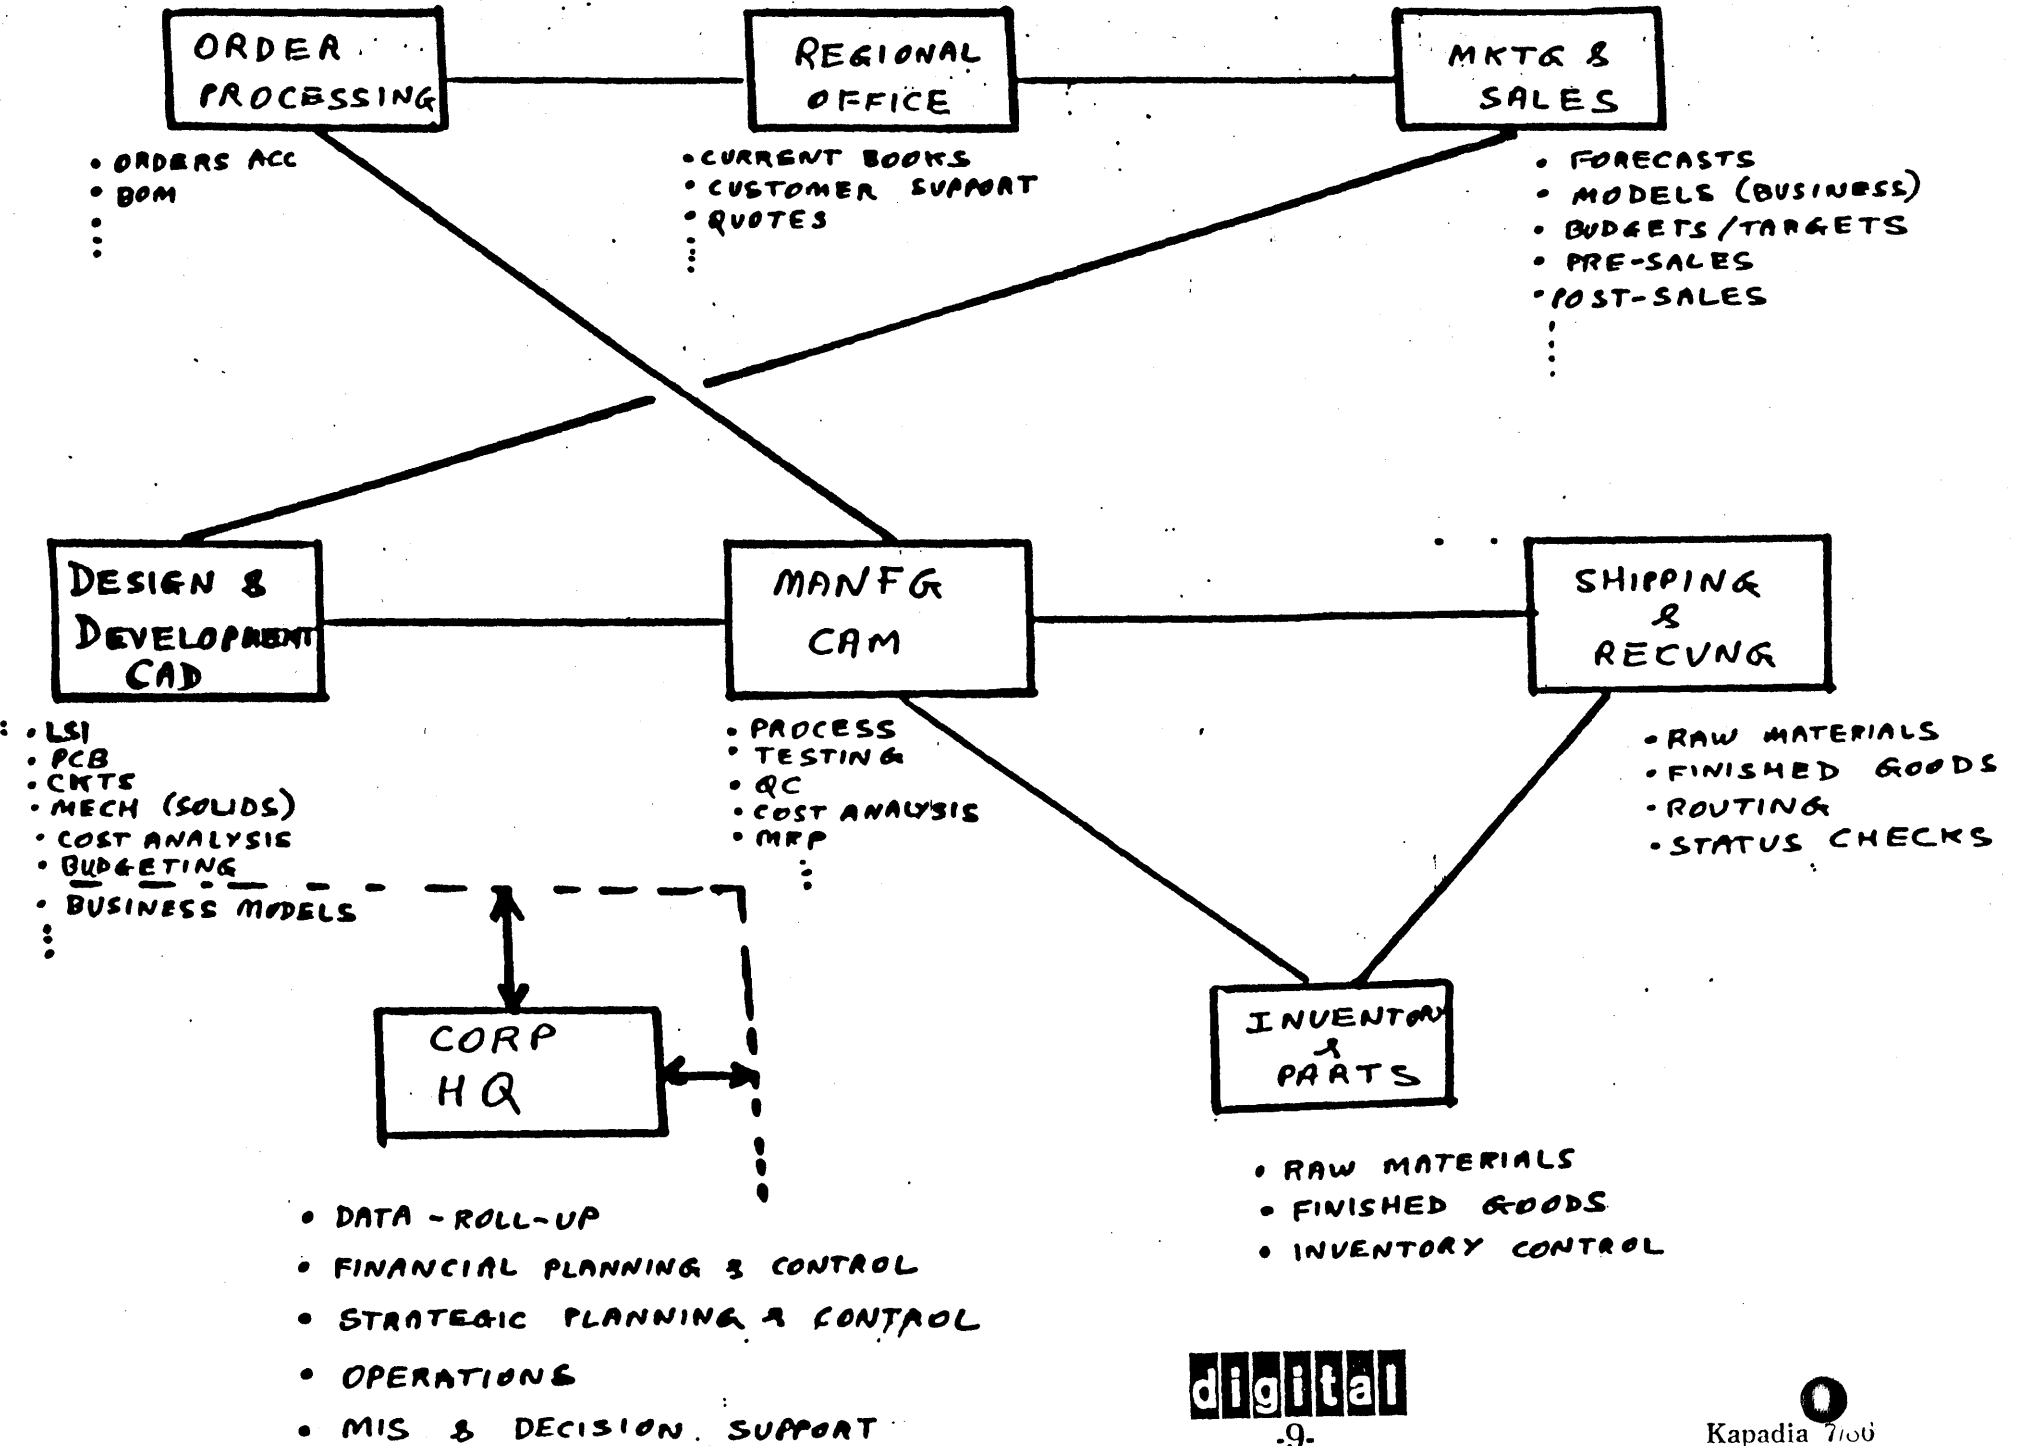 ORDER
PROCESSING
• ORDERS ACC
• BOM
REGIONAL
OFFICE
• CURRENT BOOKS
• CUSTOMER SUPPORT
• QUOTES
MKTG &
SALES
• FORECASTS
• MODELS (BUSINESS)
• BUDGETS/TARGETS
• PRE-SALES
• POST-SALES
DESIGN &
DEVELOPMENT
CAD
• LSI
• PCB
• CKTS
• MECH (SOLIDS)
• COST ANALYSIS
• BUDGETING
• BUSINESS MODELS
MANFG
CAM
• PROCESS
• TESTING
• QC
• COST ANALYSIS
• MRP
SHIPPING
&
RECVNG
• RAW MATERIALS
• FINISHED GOODS
• ROUTING
• STATUS CHECKS
CORP
HQ
• DATA-ROLL-UP
• FINANCIAL PLANNING & CONTROL
• STRATEGIC PLANNING & CONTROL
• OPERATIONS
• MIS & DECISION SUPPORT
INVENTORY
&
PARTS
• RAW MATERIALS
• FINISHED GOODS
• INVENTORY CONTROL
digital
-9-
Kapadia